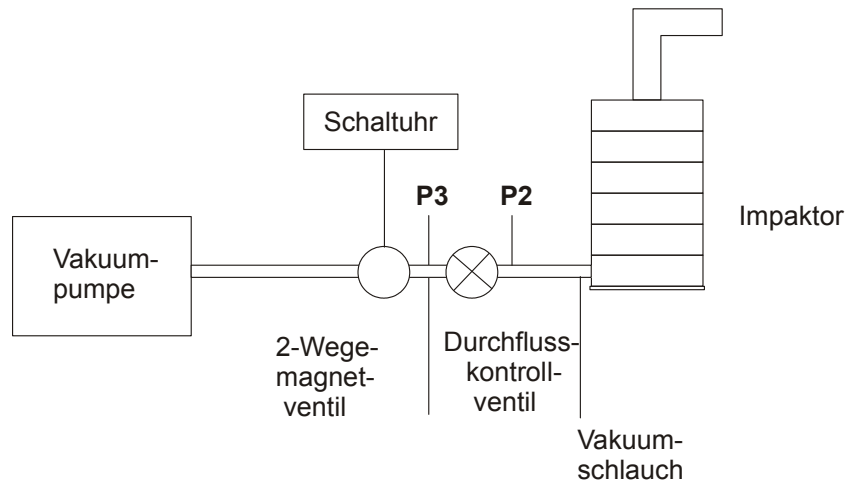 Schaltuhr
P3
P2
Impaktor
Vakuum-
pumpe
2-Wege-
magnet-
ventil
Durchfluss-
kontroll-
ventil
Vakuum-
schlauch